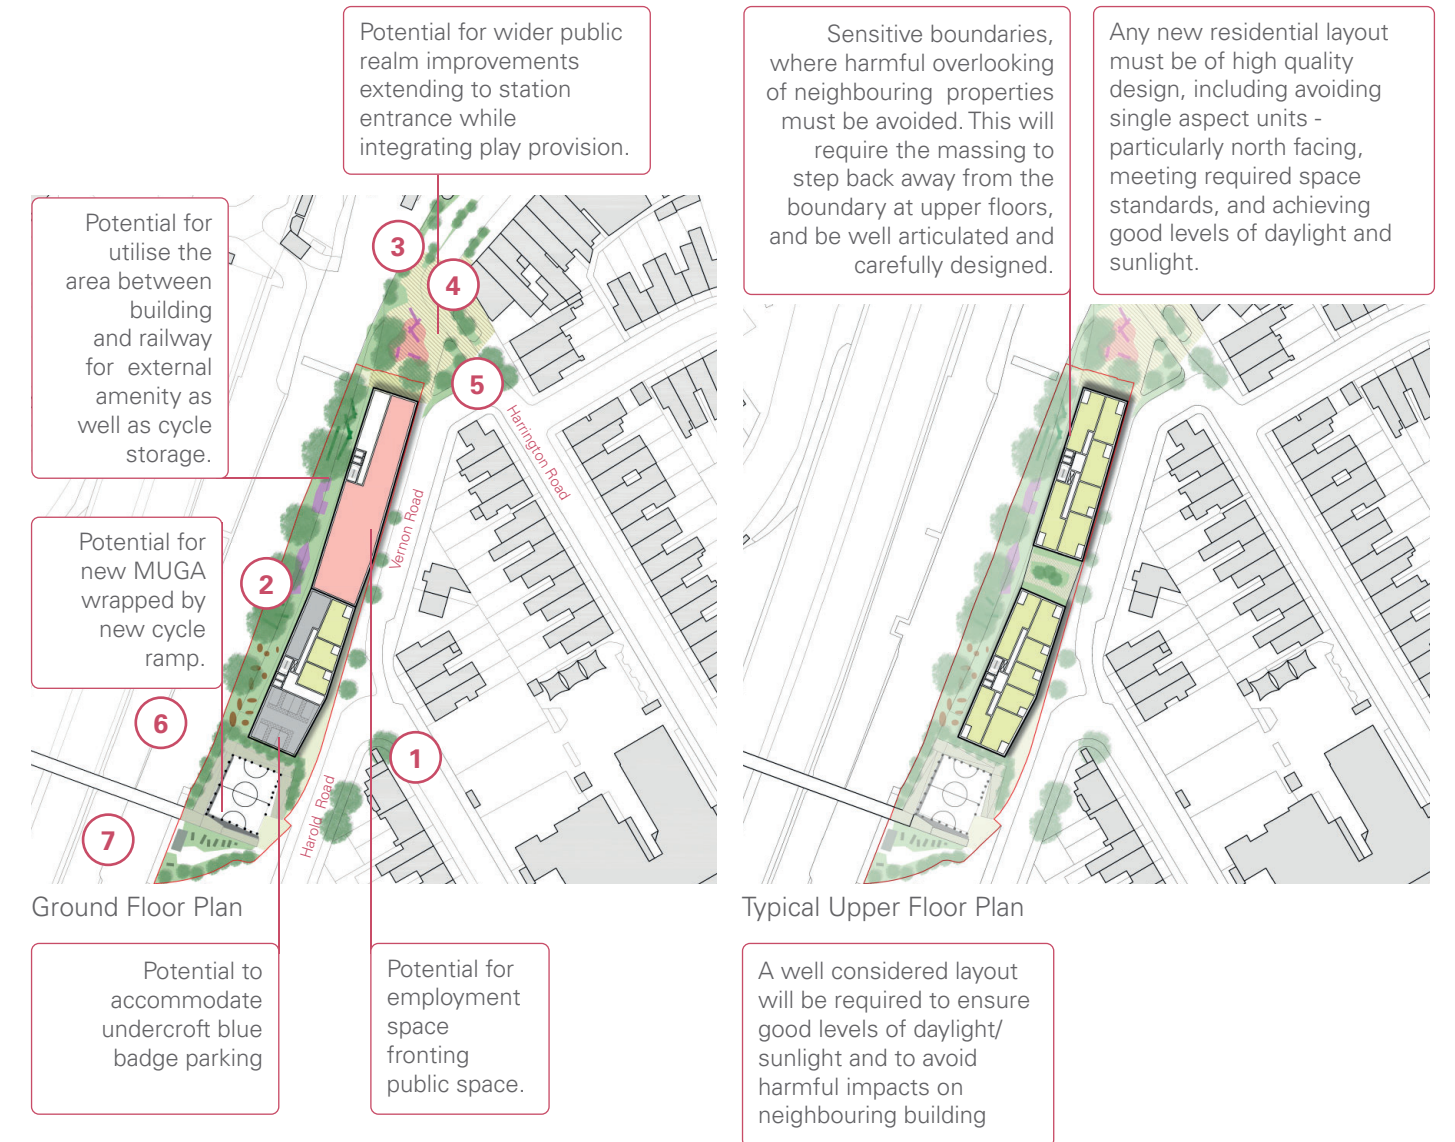 Potential for wider public
realm improvements
extending to station
entrance while
integrating play provision.
Sensitive boundaries,
where harmful overlooking
of neighbouring properties
must be avoided. This will
require the massing to
step back away from the
boundary at upper floors,
and be well articulated and
carefully designed.
Any new residential layout
must be of high quality
design, including avoiding
single aspect units -
particularly north facing,
meeting required space
standards, and achieving
good levels of daylight and
sunlight.
Potential for
utilise the
area between
building
and railway
for external
amenity as
well as cycle
storage.
Potential for
new MUGA
wrapped by
new cycle
ramp.
3
4
5
2
6
1
7
Harrington Road
Vernon Road
Harold Road
Ground Floor Plan
Typical Upper Floor Plan
Potential to
accommodate
undercroft blue
badge parking
Potential for
employment
space
fronting
public space.
A well considered layout
will be required to ensure
good levels of daylight/
sunlight and to avoid
harmful impacts on
neighbouring building